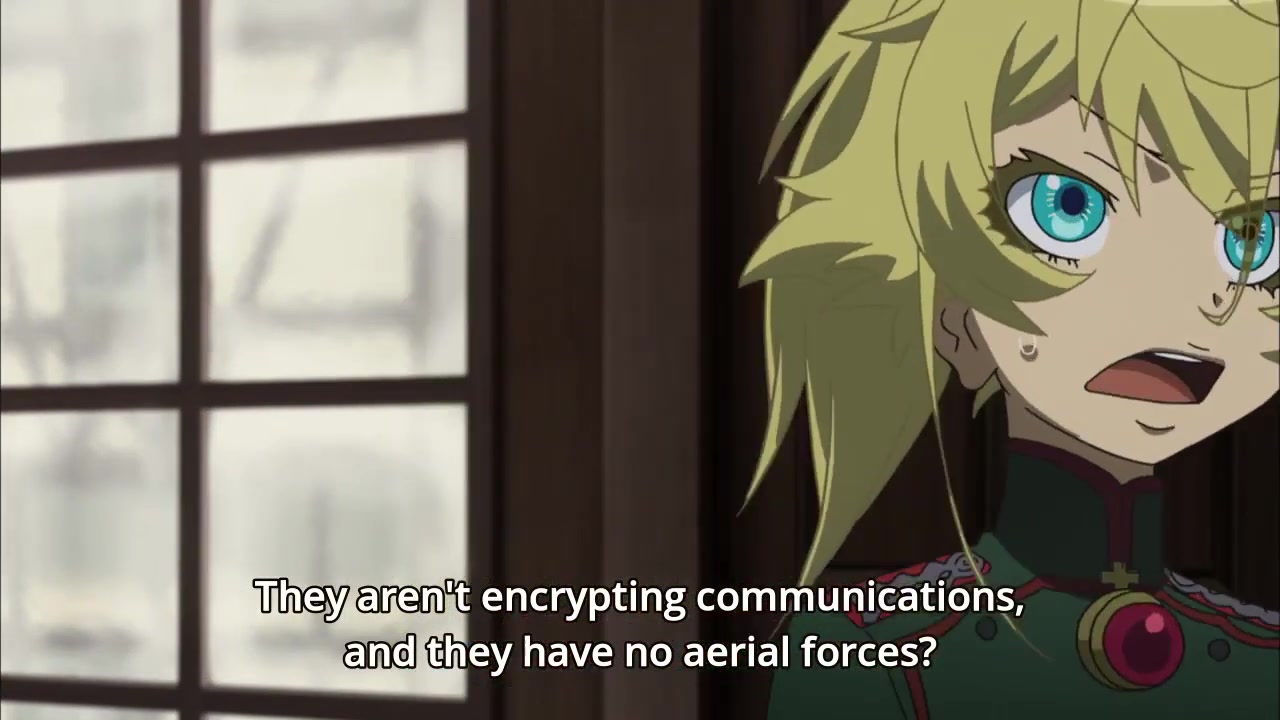 They aren't encrypting communications,
and they have no aerial forces?